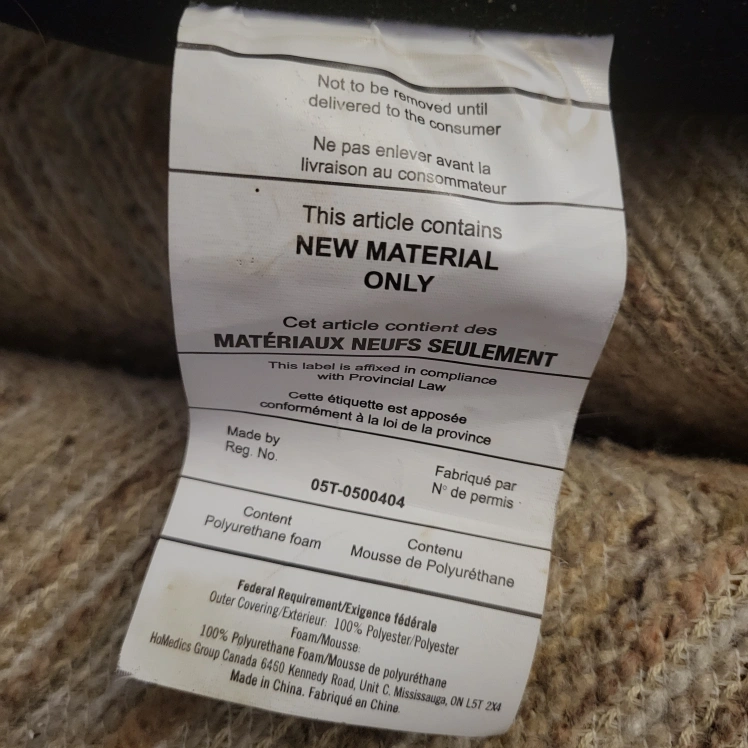 Not to be removed until
delivered to the consumer
Ne pas enlever avant la
livraison au consommateur
This article contains
NEW MATERIAL
ONLY
Cet article contient des
MATÉRIAUX NEUFS SEULEMENT
This label is affixed in compliance
with Provincial Law
Cette étiquette est apposée
conformément à la loi de la province
Made by
Reg. No.
05T-0500404
Fabriqué par
N° de permis
Content
Polyurethane foam
Contenu
Mousse de Polyuréthane
Federal Requirement/Exigence fédérale
Outer Covering/Exterieur: 100% Polyester/Polyester
Foam/Mousse:
100% Polyurethane Foam/Mousse de polyuréthane
HoMedics Group Canada 6460 Kennedy Road, Unit C. Mississauga, ON L5T 2X4
Made in China. Fabriqué en Chine.